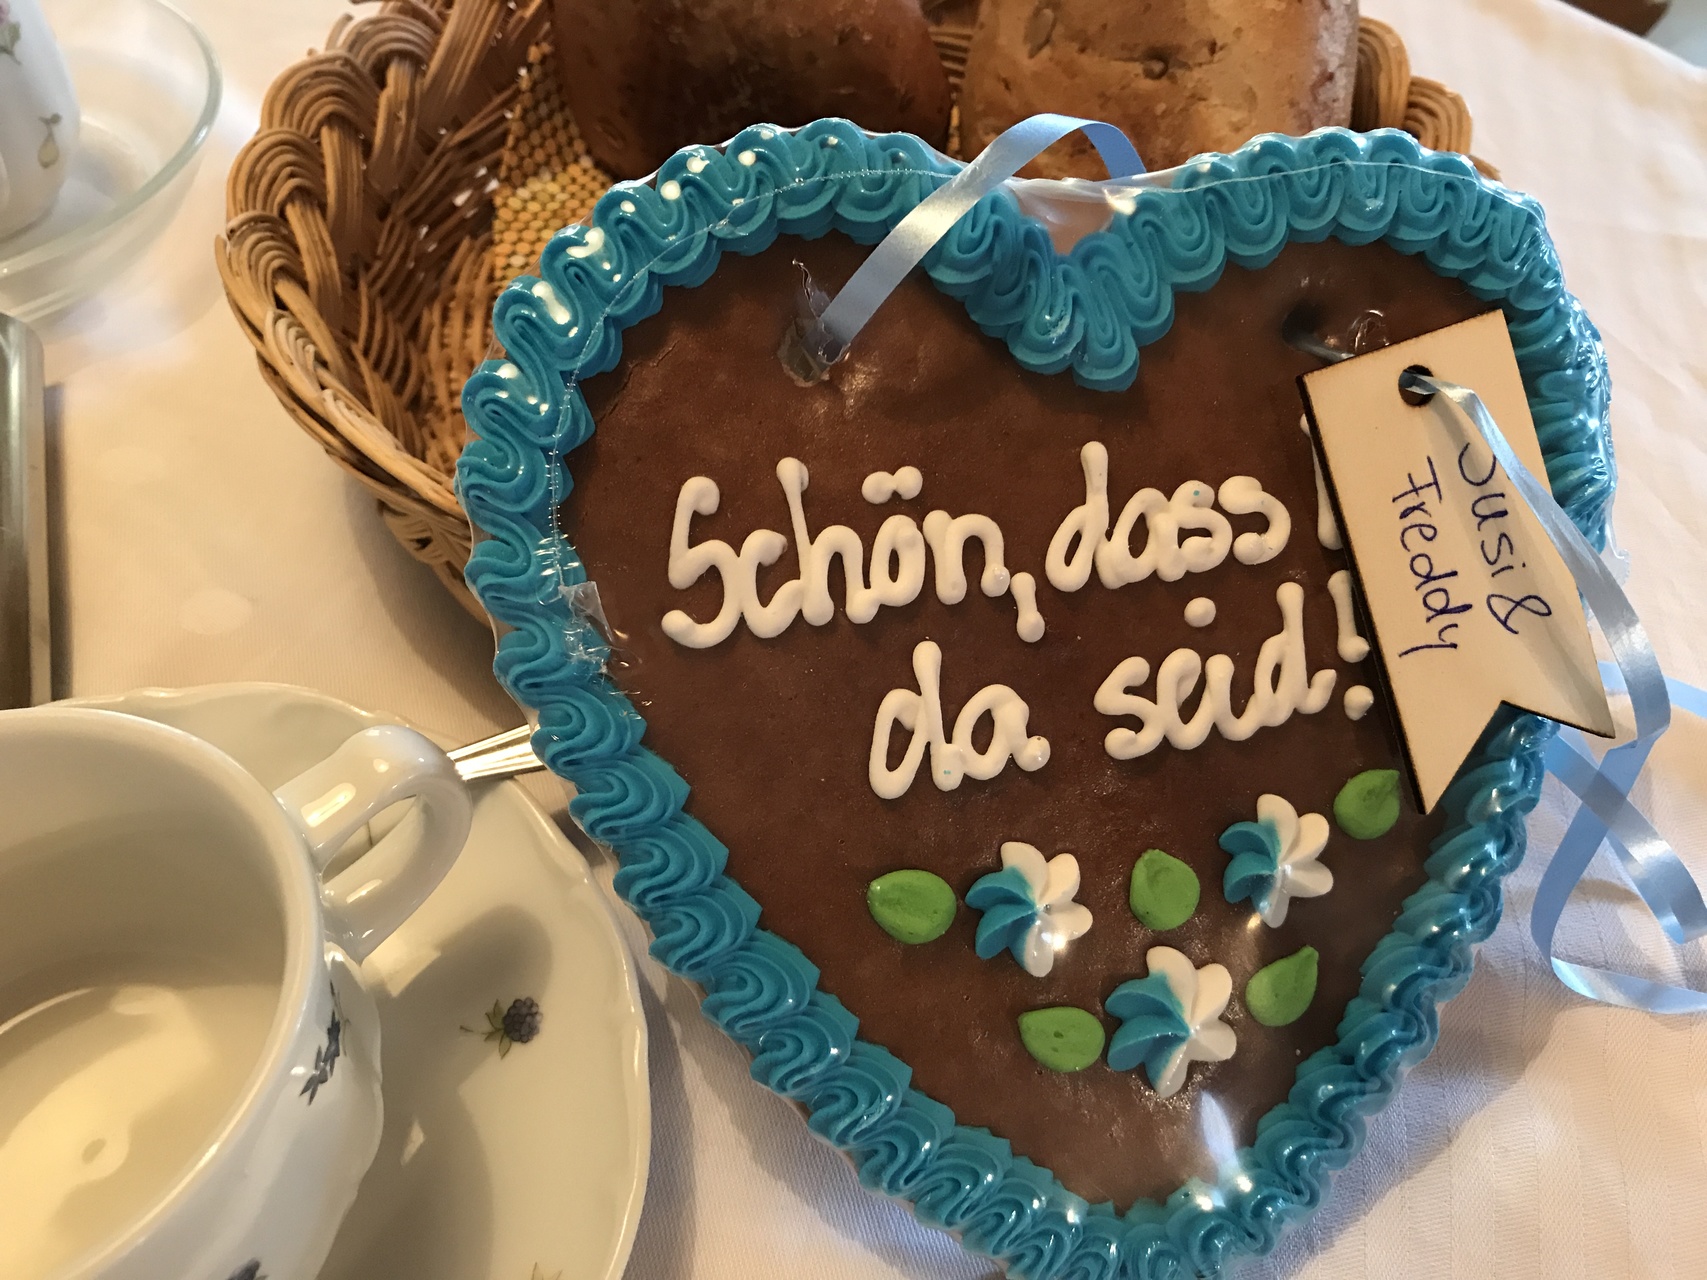 Schön, dass
da seid!
Susi &
Freddy